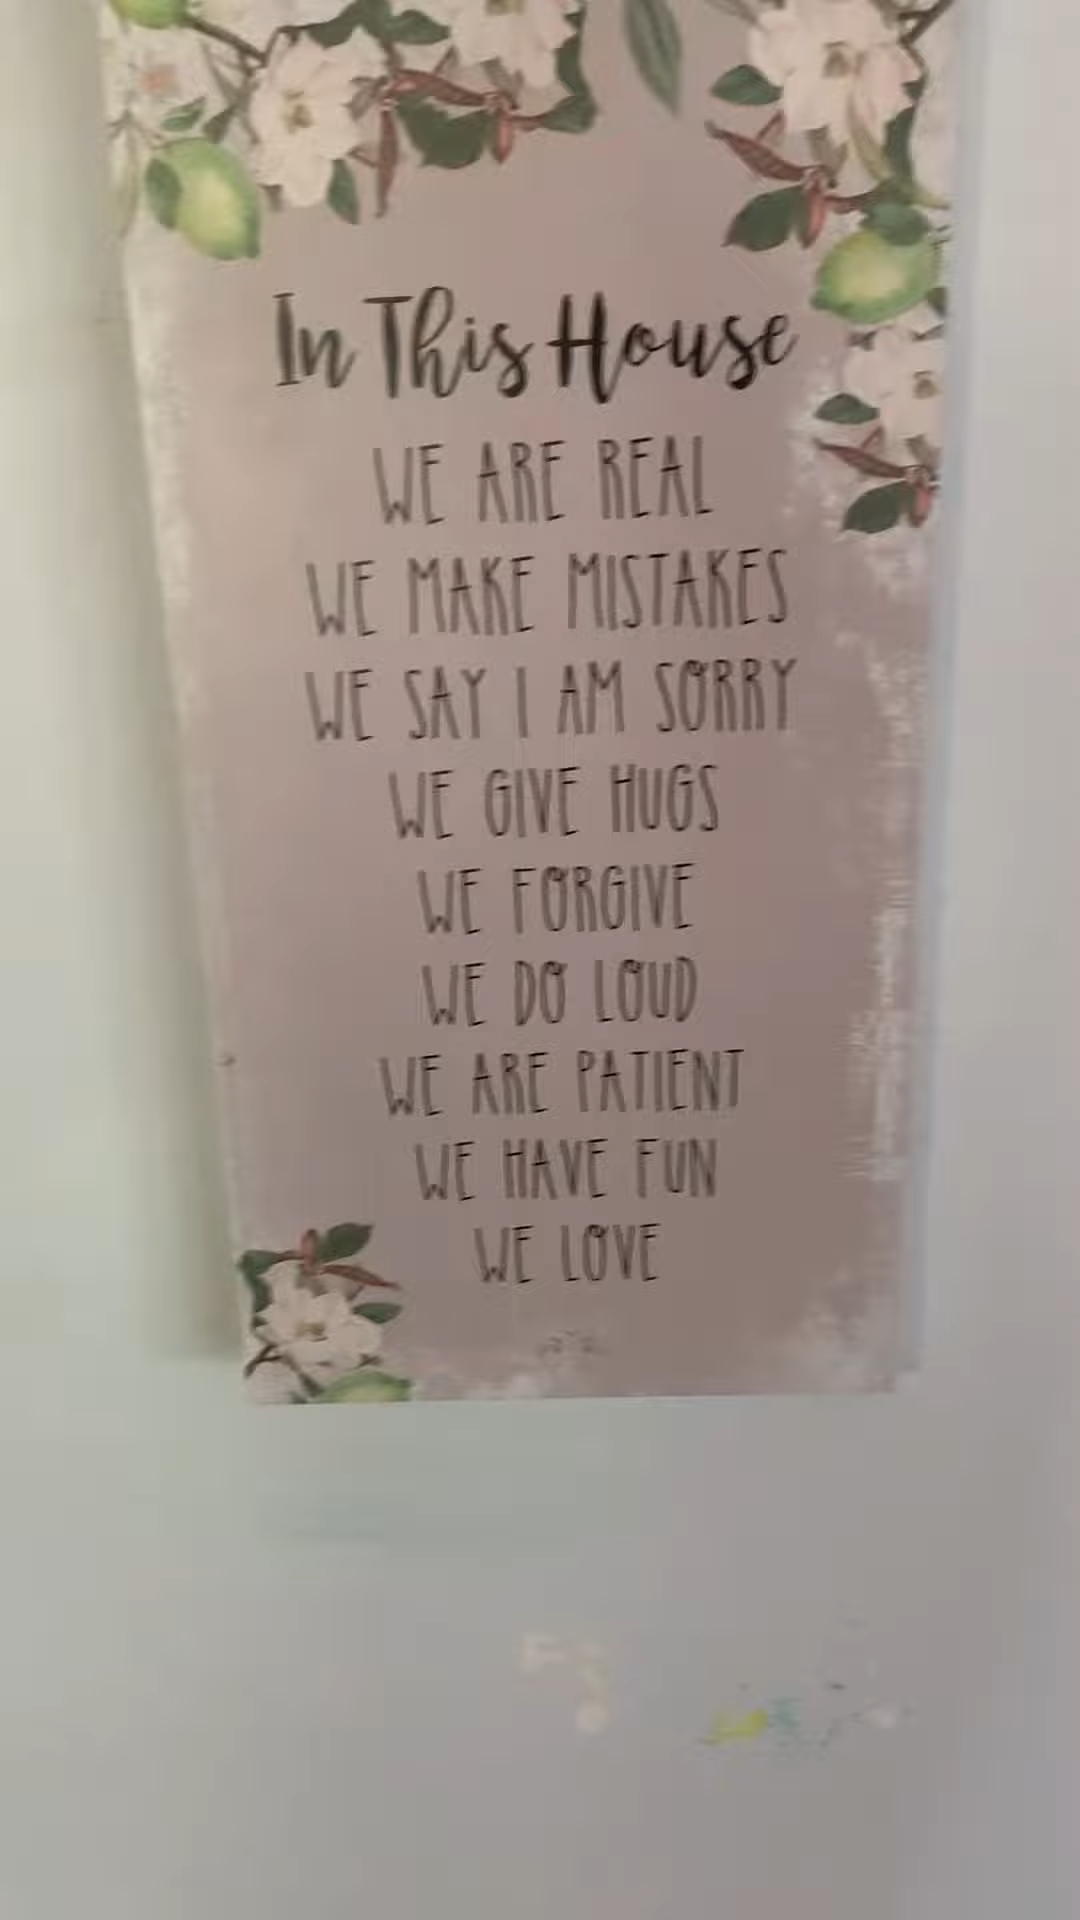 In This House
WE ARE REAL
WE MAKE MISTAKES
WE SAY I AM SORRY
WE GIVE HUGS
WE FORGIVE
WE DO LOUD
WE ARE PATIENT
WE HAVE FUN
WE LOVE